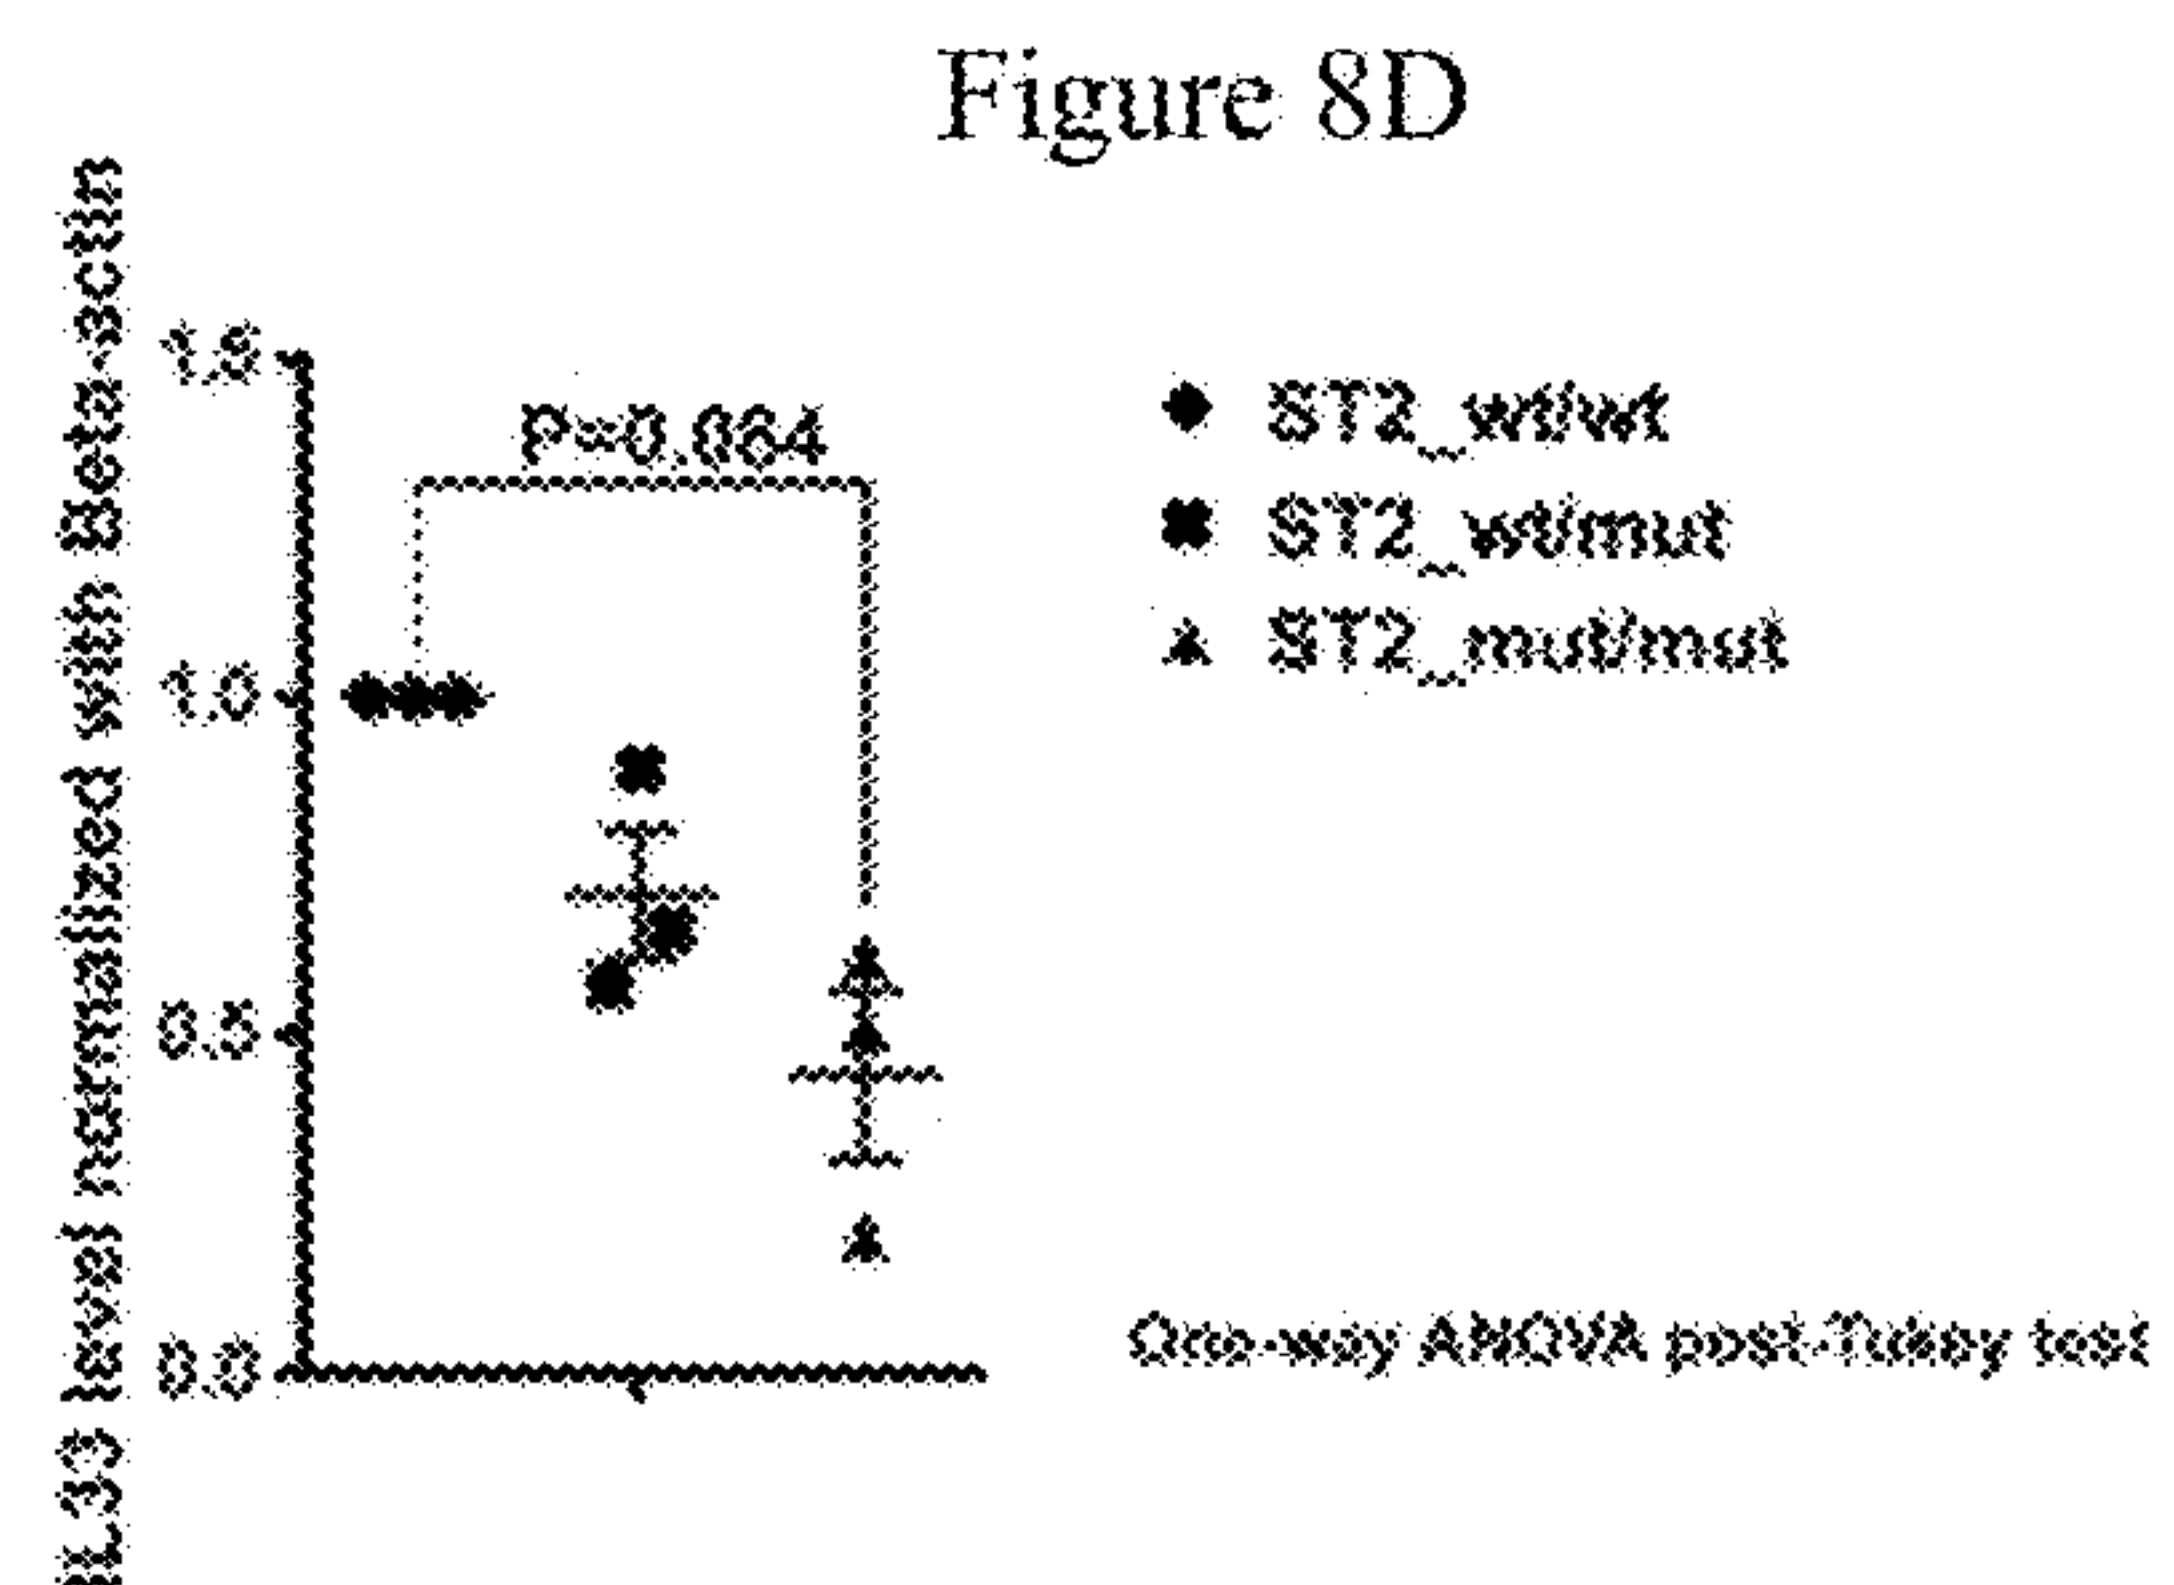 Figure 8D
IL33 level normalized with Beta-actin
1.5
1.0
0.5
0.0
P=0.064
ST2_wt/wt
ST2_wt/mut
ST2_mut/mut
One-way ANOVA post-Tukey test